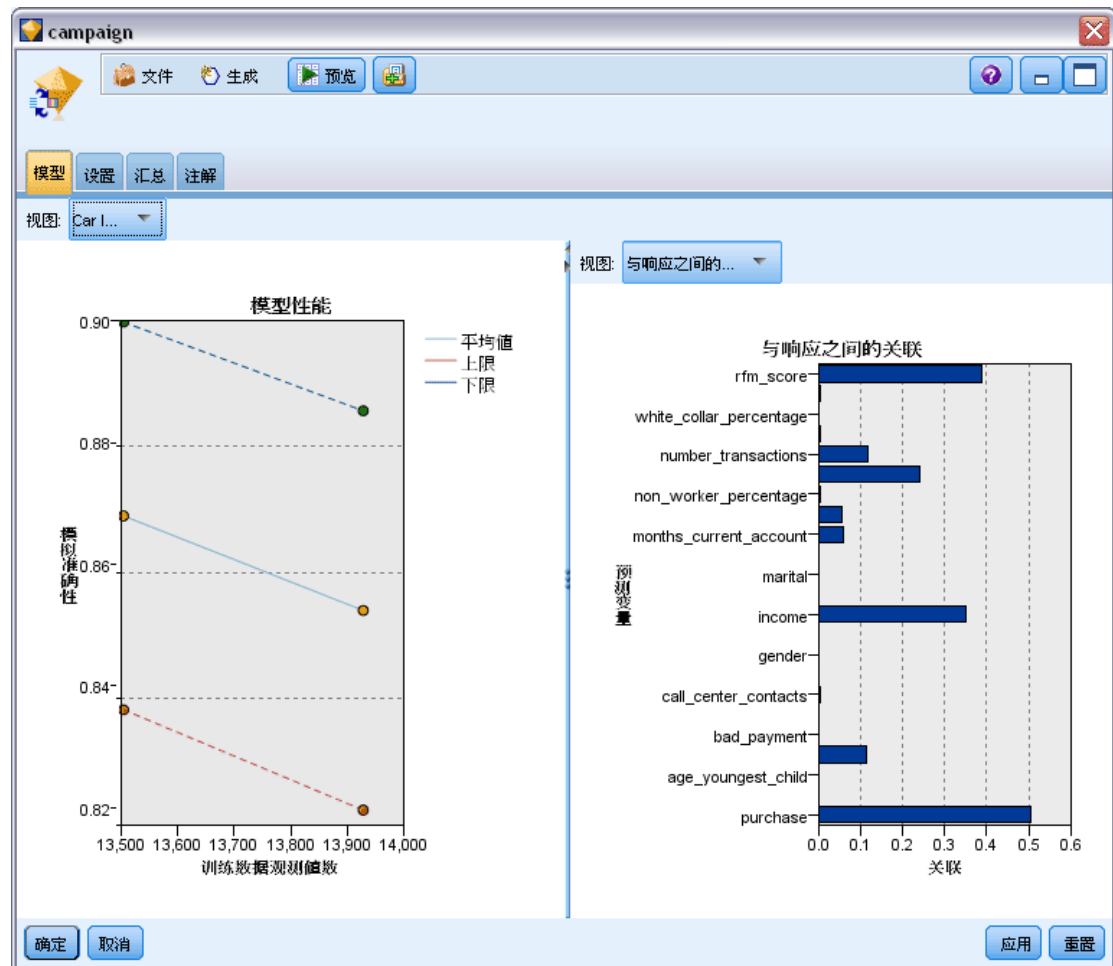 campaign
文件
生成
预览
模型
设置
汇总
注解
视图:
Car I...
模型性能
0.90
0.88
0.86
0.84
0.82
模拟准确性
13,500 13,600 13,700 13,800 13,900 14,000
训练数据观测值数
平均值
上限
下限
视图:
与响应之间的...
与响应之间的关联
预测变量
rfm_score
white_collar_percentage
number_transactions
non_worker_percentage
months_current_account
marital
income
gender
call_center_contacts
bad_payment
age_youngest_child
purchase
0.0 0.1 0.2 0.3 0.4 0.5 0.6
关联
确定
取消
应用
重置